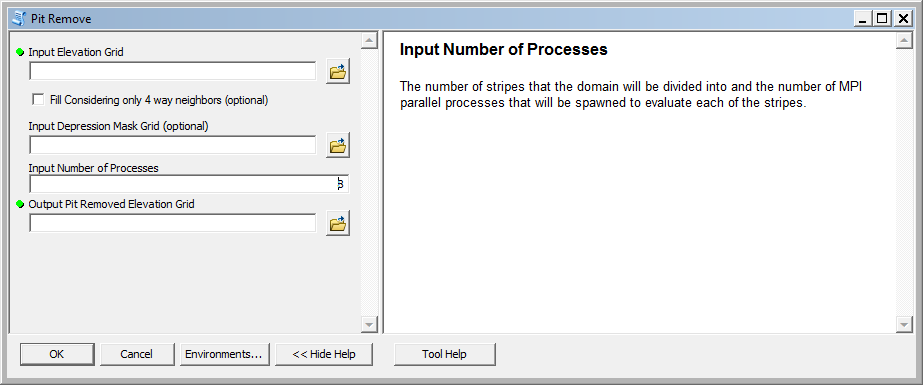 Pit Remove
Input Elevation Grid
Fill Considering only 4 way neighbors (optional)
Input Depression Mask Grid (optional)
Input Number of Processes
8
Output Pit Removed Elevation Grid
OK
Cancel
Environments...
<< Hide Help
Tool Help
Input Number of Processes
The number of stripes that the domain will be divided into and the number of MPI
parallel processes that will be spawned to evaluate each of the stripes.